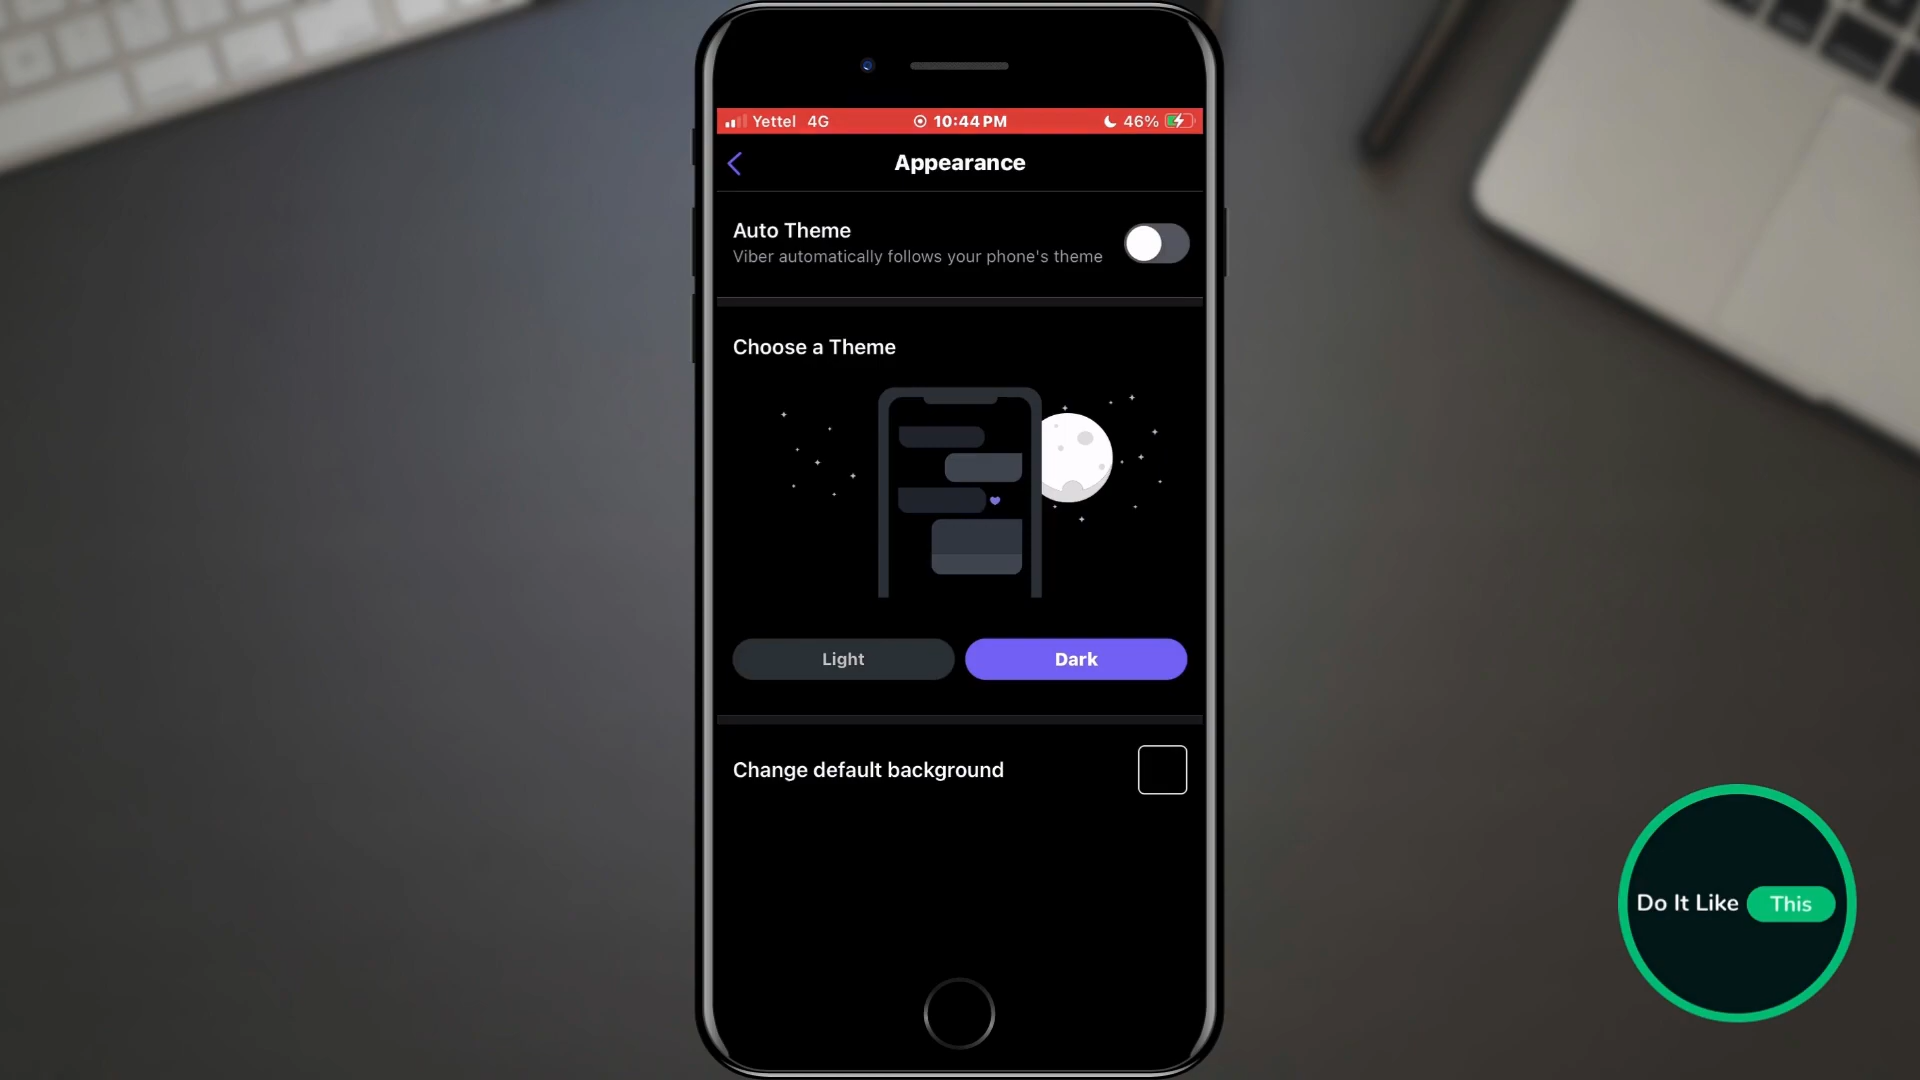 Yettel 4G 10:44 PM 46%
Appearance
Auto Theme
Viber automatically follows your phone's theme
Choose a Theme
Light Dark
Change default background
Do It Like This